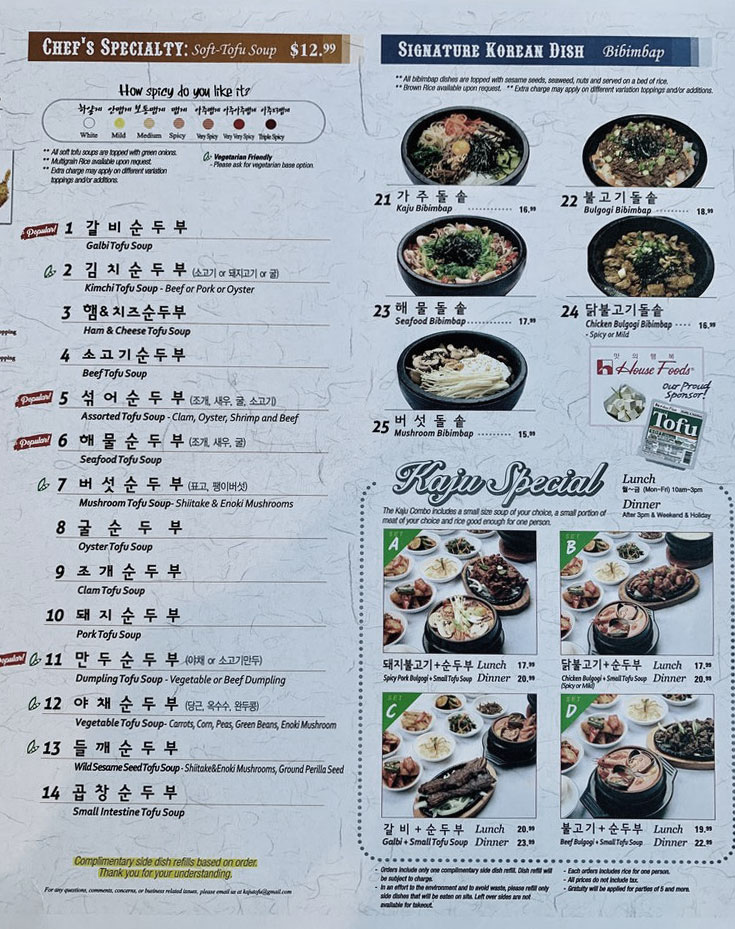 CHEF'S SPECIALTY: Soft-Tofu Soup $12.99
How spicy do you like it?
하얗게 안맵게 보통맵게 맵게 아주맵게 아주아주맵게 아주더맵게
White Mild Medium Spicy Very Spicy Very Very Spicy Triple Spicy
** All soft tofu soups are topped with green onions.
** Multigrain Rice available upon request.
** Extra charge may apply on different variation
toppings and/or additions.
Vegetarian Friendly
- Please ask for vegetarian base option.
Popular! 1 갈비순두부
Galbi Tofu Soup
2 김치순두부 (소고기 or 돼지고기 or 굴)
Kimchi Tofu Soup - Beef or Pork or Oyster
3 햄&치즈순두부
Ham & Cheese Tofu Soup
4 소고기순두부
Beef Tofu Soup
Popular! 5 섞어순두부 (조개, 새우, 굴, 소고기)
Assorted Tofu Soup - Clam, Oyster, Shrimp and Beef
Popular! 6 해물순두부 (조개, 새우, 굴)
Seafood Tofu Soup
7 버섯순두부 (표고, 팽이버섯)
Mushroom Tofu Soup- Shiitake & Enoki Mushrooms
8 굴 순 두 부
Oyster Tofu Soup
9 조개순두부
Clam Tofu Soup
10 돼지순두부
Pork Tofu Soup
Popular! 11 만두순두부 (야채 or 소고기만두)
Dumpling Tofu Soup - Vegetable or Beef Dumpling
12 야채순두부 (당근, 옥수수, 완두콩)
Vegetable Tofu Soup- Carrots, Corn, Peas, Green Beans, Enoki Mushroom
13 들깨순두부
Wild Sesame Seed Tofu Soup - Shiitake&Enoki Mushrooms, Ground Perilla Seed
14 곱창순두부
Small Intestine Tofu Soup
Complimentary side dish refills based on order.
Thank you for your understanding.
For any questions, comments, concerns, or business related issues, please email us at kajutofu@gmail.com
SIGNATURE KOREAN DISH Bibimbap
** All bibimbap dishes are topped with sesame seeds, seaweed, nuts and served on a bed of rice.
** Brown Rice available upon request. ** Extra charge may apply on different variation toppings and/or additions.
21 가주돌솥
Kaju Bibimbap 16.99
22 불고기돌솥
Bulgogi Bibimbap 18.99
23 해물돌솥
Seafood Bibimbap 17.99
24 닭불고기돌솥
Chicken Bulgogi Bibimbap 16.99
- Spicy or Mild
25 버섯돌솥
Mushroom Bibimbap 15.99
맛의 행복
House Foods
our Proud
Sponsor!
Tofu
Kaju Special
The Kaju Combo includes a small size soup of your choice, a small portion of
meat of your choice and rice good enough for one person.
Lunch
월~금 (Mon-Fri) 10am~3pm
Dinner
After 3pm & Weekend & Holiday
SET A
돼지불고기+순두부 Lunch 17.99
Spicy Pork Bulgogi + Small Tofu Soup Dinner 20.99
SET B
닭불고기+순두부 Lunch 17.99
Chicken Bulgogi + Small Tofu Soup Dinner 20.99
(Spicy or Mild)
SET C
갈비+순두부 Lunch 20.99
Galbi + Small Tofu Soup Dinner 23.99
SET D
불고기+순두부 Lunch 19.99
Beef Bulgogi + Small Tofu Soup Dinner 22.99
- Orders include only one complimentary side dish refill. Dish refill will
be subject to charge.
- In an effort to the environment and to avoid waste, please refill only
side dishes that will be eaten on site. Left over sides are not
available for takeout.
- Each orders includes rice for one person.
- All prices do not include tax.
- Gratuity will be applied for parties of 5 and more.